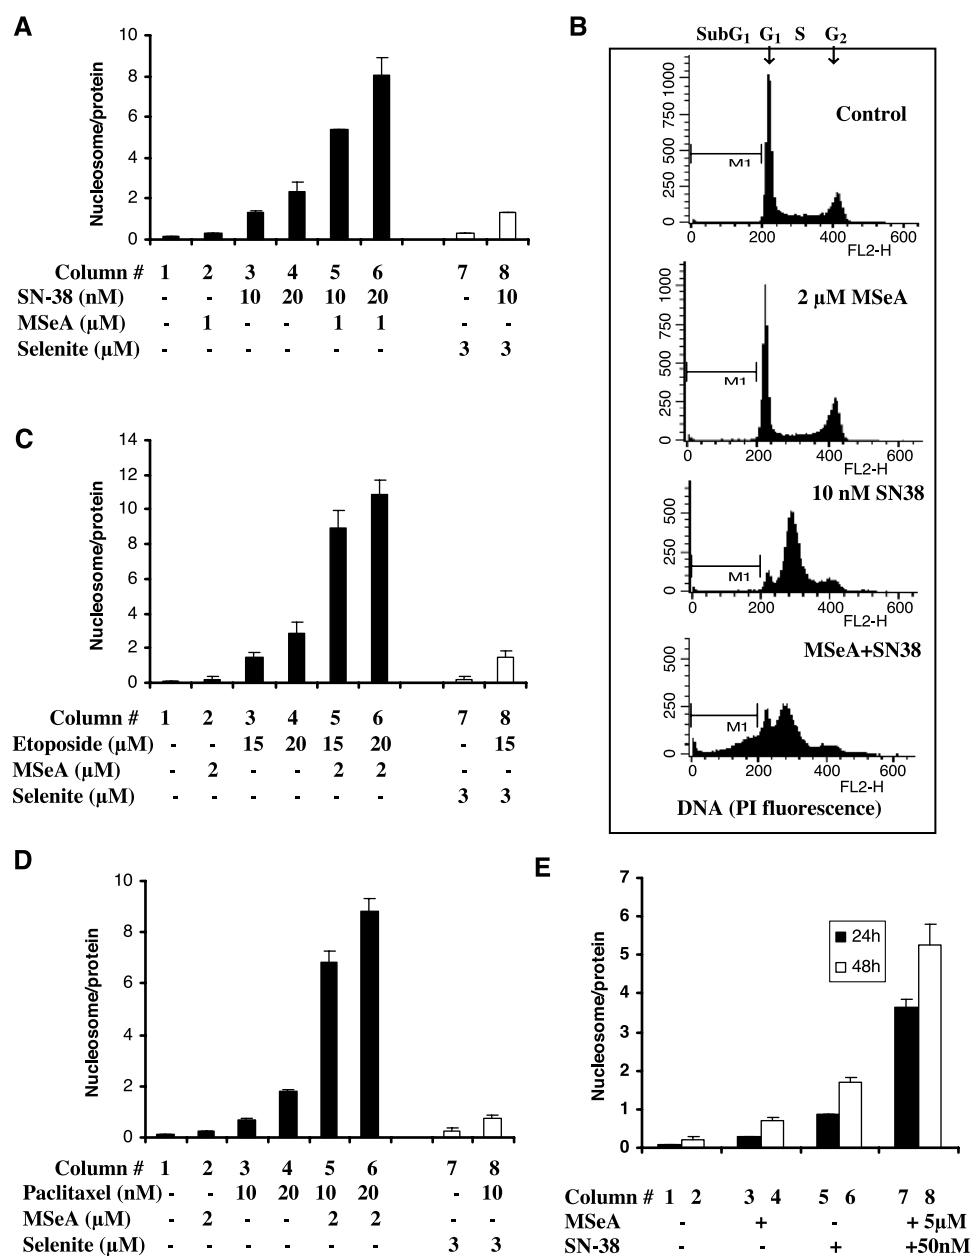 A
10
8
6
4
2
0
Nucleosome/protein
Column # 1 2 3 4 5 6 7 8
SN-38 (nM) - - 10 20 10 20 - 10
MSeA (µM) - 1 - - 1 1 - -
Selenite (µM) - - - - - - 3 3
B
SubG1 G1 S G2
1000
750
500
250
0
M1
Control
0 200 400 600
FL2-H
1000
750
500
250
0
M1
2 µM MSeA
0 200 400 600
FL2-H
500
250
0
M1
10 nM SN38
0 200 400 600
FL2-H
500
250
0
M1
MSeA+SN38
0 200 400 600
FL2-H
DNA (PI fluorescence)
C
14
12
10
8
6
4
2
0
Nucleosome/protein
Column # 1 2 3 4 5 6 7 8
Etoposide (µM) - - 15 20 15 20 - 15
MSeA (µM) - 2 - - 2 2 - -
Selenite (µM) - - - - - - 3 3
D
10
8
6
4
2
0
Nucleosome/protein
Column # 1 2 3 4 5 6 7 8
Paclitaxel (nM) - - 10 20 10 20 - 10
MSeA (µM) - 2 - - 2 2 - -
Selenite (µM) - - - - - - 3 3
E
7
6
5
4
3
2
1
0
Nucleosome/protein
24h
48h
Column # 1 2 3 4 5 6 7 8
MSeA - + - + 5µM
SN-38 - - + +50nM